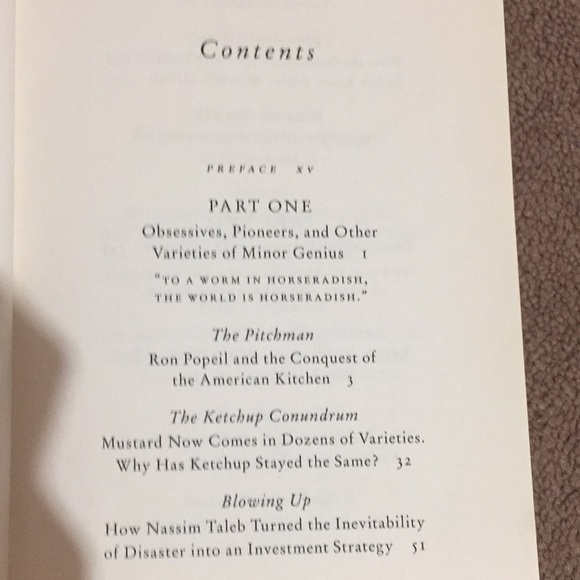 Contents
PREFACE XV
PART ONE
Obsessives, Pioneers, and Other
Varieties of Minor Genius 1
"TO A WORM IN HORSERADISH,
THE WORLD IS HORSERADISH."
The Pitchman
Ron Popeil and the Conquest of
the American Kitchen 3
The Ketchup Conundrum
Mustard Now Comes in Dozens of Varieties.
Why Has Ketchup Stayed the Same? 32
Blowing Up
How Nassim Taleb Turned the Inevitability
of Disaster into an Investment Strategy 51